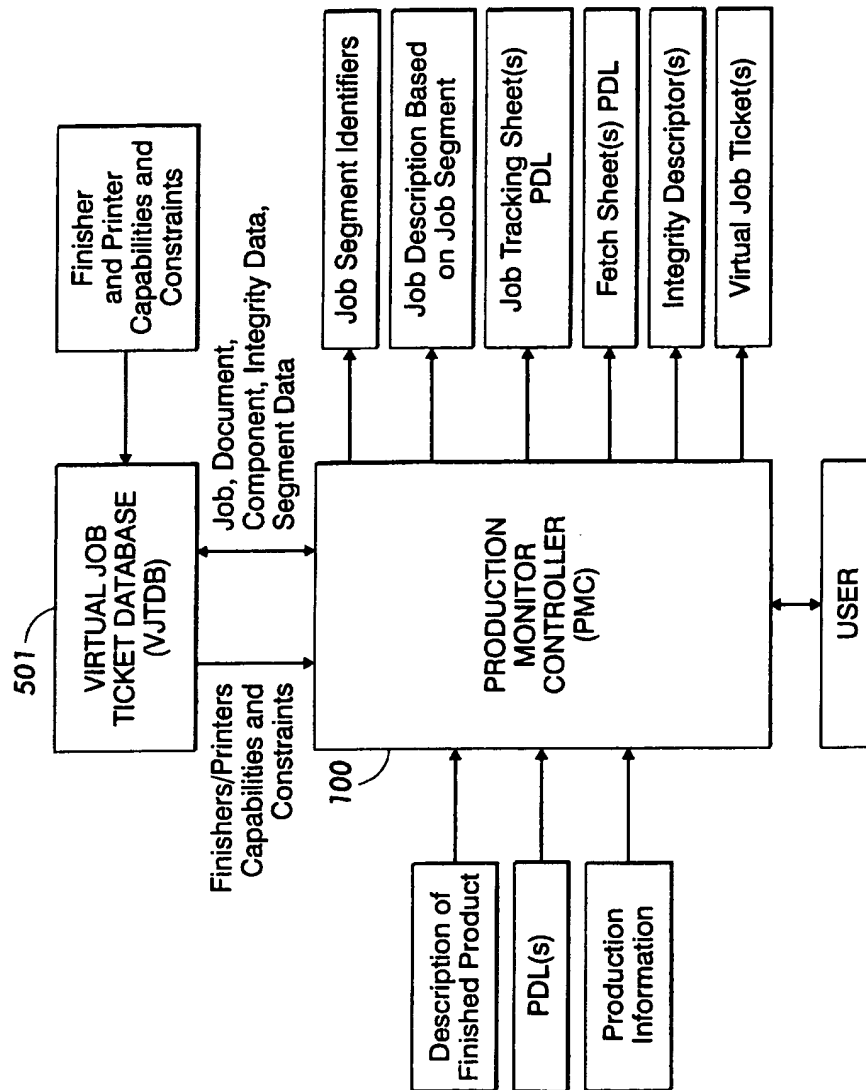 501
VIRTUAL JOB
TICKET DATABASE
(VJTDB)
Finisher
and Printer
Capabilities and
Constraints
Finishers/Printers
Capabilities and
Constraints
Job, Document,
Component, Integrity Data,
Segment Data
100
PRODUCTION
MONITOR
CONTROLLER
(PMC)
Description of
Finished Product
PDL(s)
Production
Information
Job Segment Identifiers
Job Description Based
on Job Segment
Job Tracking Sheet(s)
PDL
Fetch Sheet(s) PDL
Integrity Descriptor(s)
Virtual Job Ticket(s)
USER